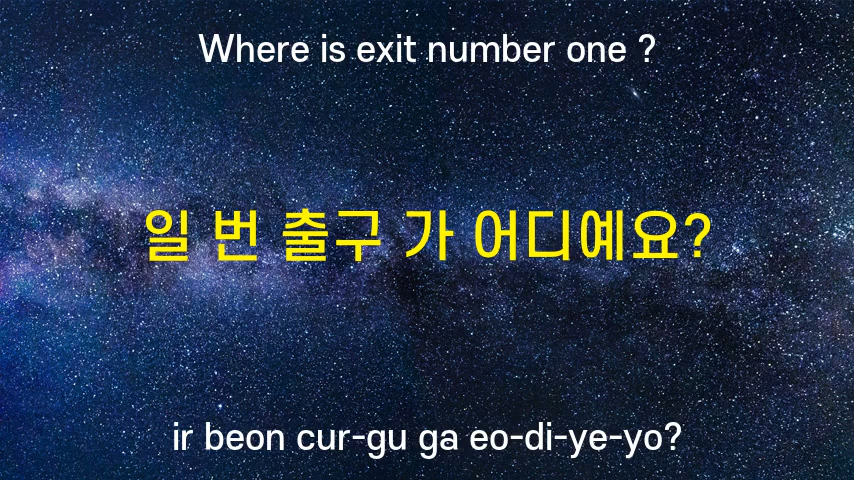 Where is exit number one ?
일 번 출구 가 어디예요?
ir beon cur-gu ga eo-di-ye-yo?